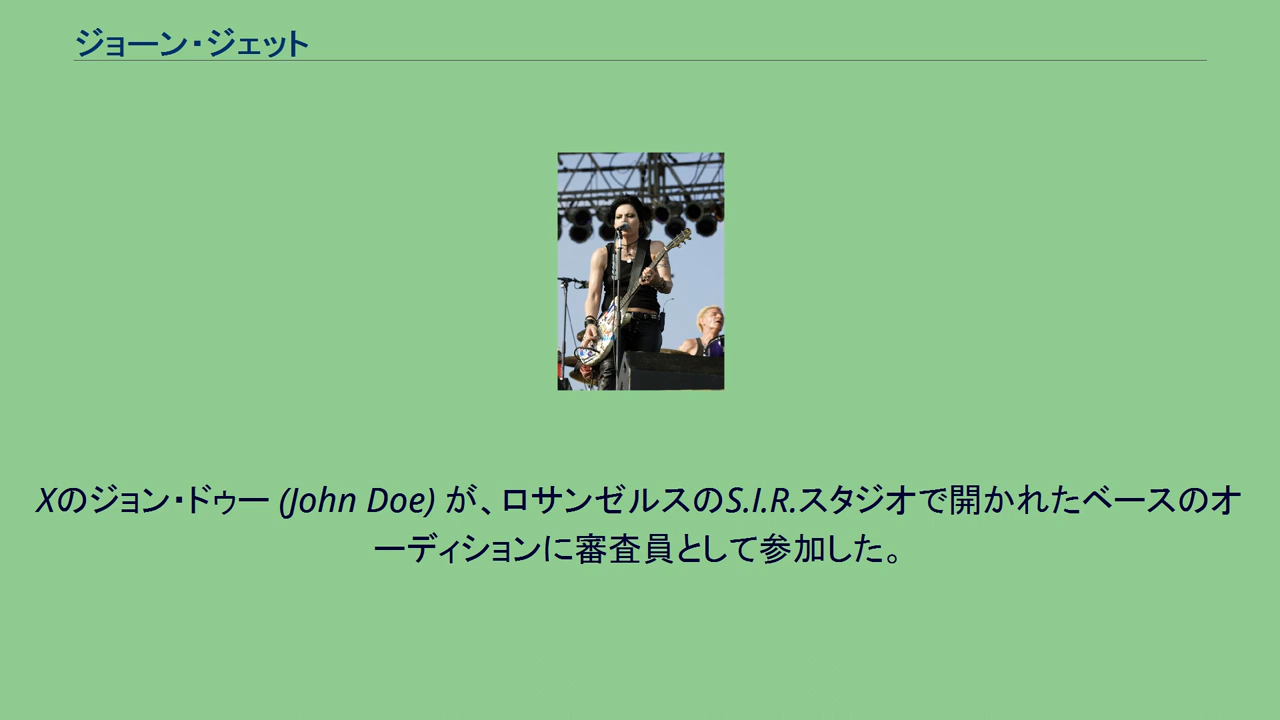 ジョーン・ジェット
Xのジョン・ドゥー (John Doe) が、ロサンゼルスのS.I.R.スタジオで開かれたベースのオ
ーディションに審査員として参加した。